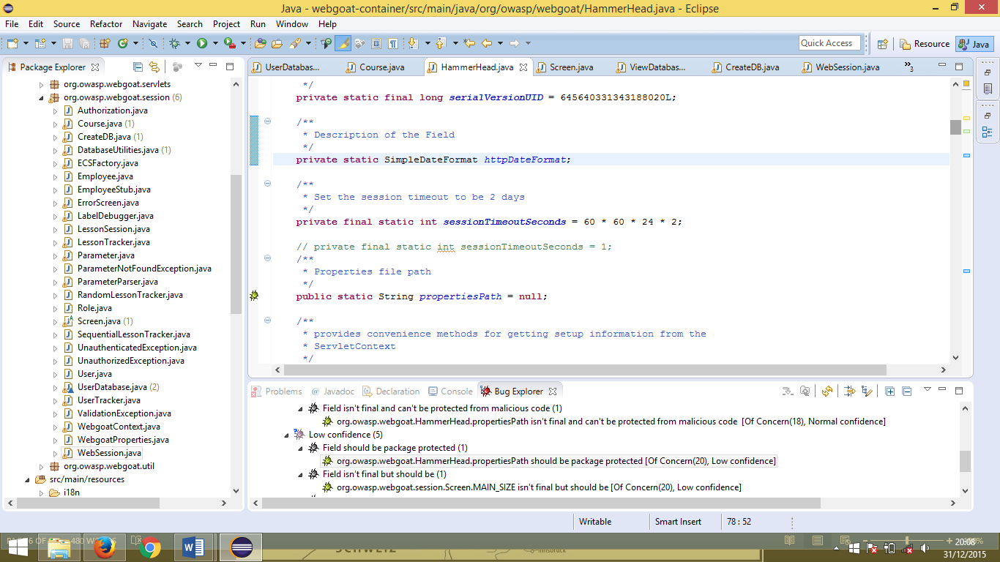 Java - webgoat-container/src/main/java/org/owasp/webgoat/HammerHead.java - Eclipse
File Edit Source Refactor Navigate Search Project Run Window Help
Quick Access
Resource
Java
Package Explorer
org.owasp.webgoat.servlets
org.owasp.webgoat.session (6)
Authorization.java
Course.java (1)
CreateDB.java (1)
DatabaseUtilities.java (1)
ECSFactory.java
Employee.java
EmployeeStub.java
ErrorScreen.java
LabelDebugger.java
LessonSession.java
LessonTracker.java
Parameter.java
ParameterNotFoundException.java
ParameterParser.java
RandomLessonTracker.java
Role.java
Screen.java (1)
SequentialLessonTracker.java
UnauthenticatedException.java
UnauthorizedException.java
User.java
UserDatabase.java (2)
UserTracker.java
ValidationException.java
WebgoatContext.java
WebgoatProperties.java
WebSession.java
org.owasp.webgoat.util
src/main/resources
i18n
UserDatabas... Course.java HammerHead.java Screen.java ViewDatabas... CreateDB.java WebSession.java »3
*/
private static final long serialVersionUID = 645640331343188020L;
/**
* Description of the Field
*/
private static SimpleDateFormat httpDateFormat;
/**
* Set the session timeout to be 2 days
*/
private final static int sessionTimeoutSeconds = 60 * 60 * 24 * 2;
// private final static int sessionTimeoutSeconds = 1;
/**
* Properties file path
*/
public static String propertiesPath = null;
/**
* provides convenience methods for getting setup information from the
* ServletContext
*/
Problems @ Javadoc Declaration Console Bug Explorer
Field isn't final and can't be protected from malicious code (1)
org.owasp.webgoat.HammerHead.propertiesPath isn't final and can't be protected from malicious code [Of Concern(18), Normal confidence]
Low confidence (5)
Field should be package protected (1)
org.owasp.webgoat.HammerHead.propertiesPath should be package protected [Of Concern(20), Low confidence]
Field isn't final but should be (1)
org.owasp.webgoat.session.Screen.MAIN_SIZE isn't final but should be [Of Concern(20), Low confidence]
Writable
Smart Insert
78 : 52
SCHWEIZ
Innsbruck
20:08
31/12/2015